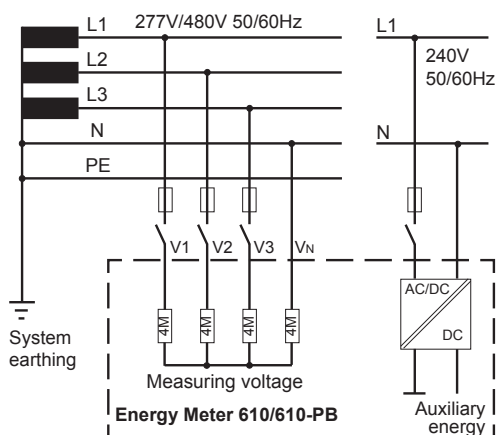 L1
277V/480V 50/60Hz
L1
L2
240V
50/60Hz
L3
N
N
PE
V1
V2
V3
VN
AC/DC
DC
4M
4M
4M
4M
System
earthing
Measuring voltage
Energy Meter 610/610-PB
Auxiliary
energy